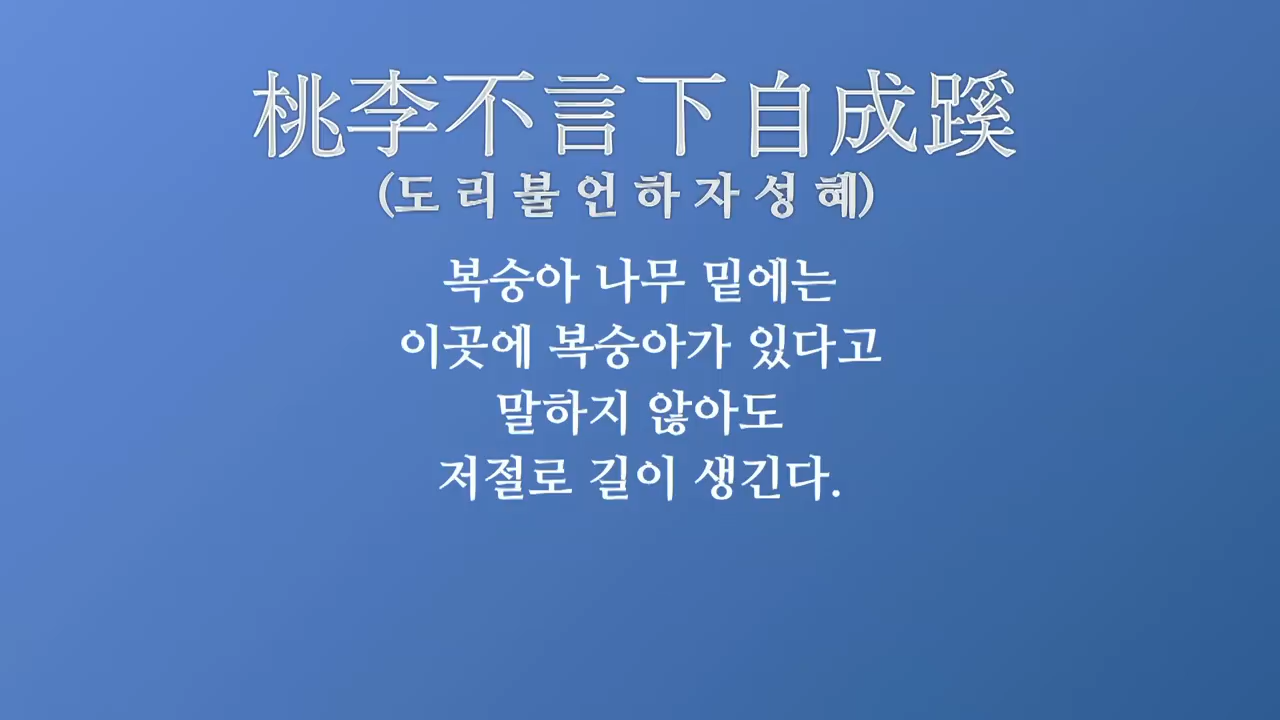 桃李不言下自成蹊
(도 리 불 언 하 자 성 혜)
복숭아 나무 밑에는
이곳에 복숭아가 있다고
말하지 않아도
저절로 길이 생긴다.